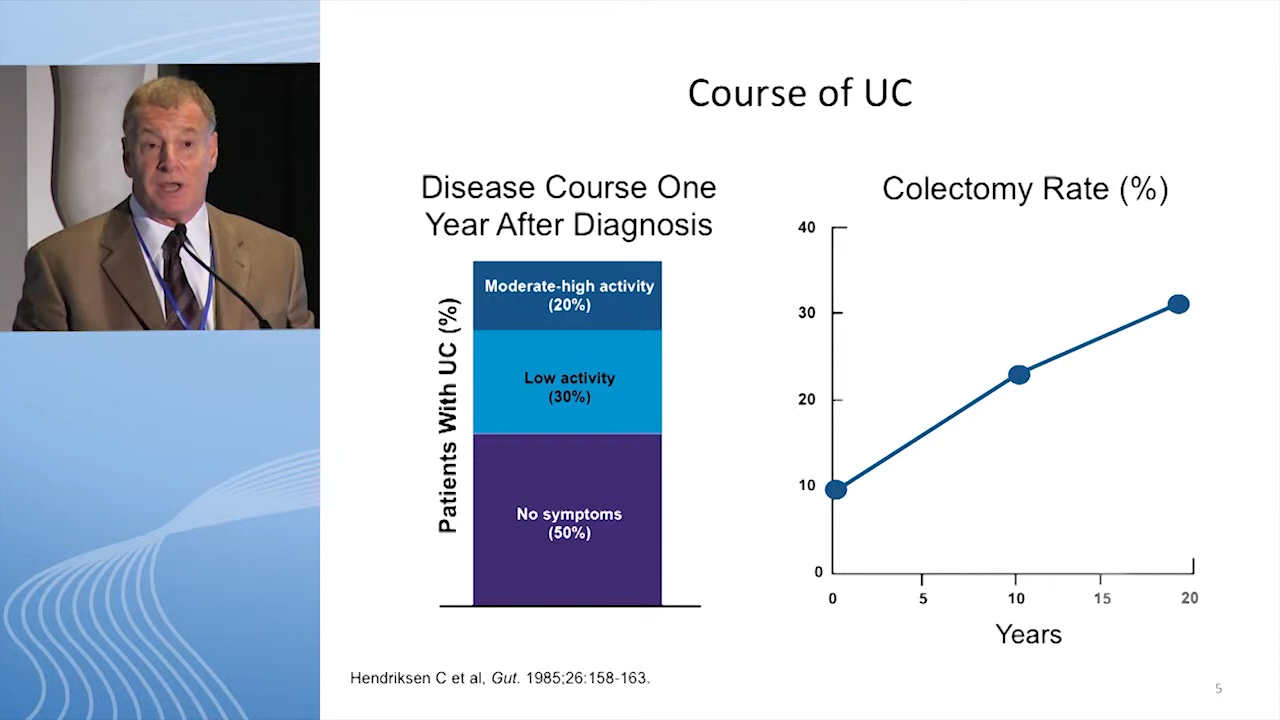 Course of UC
Disease Course One
Year After Diagnosis
Patients With UC (%)
Moderate-high activity
(20%)
Low activity
(30%)
No symptoms
(50%)
Colectomy Rate (%)
40
30
20
10
0
0 5 10 15 20
Years
Hendriksen C et al, Gut. 1985;26:158-163.
5